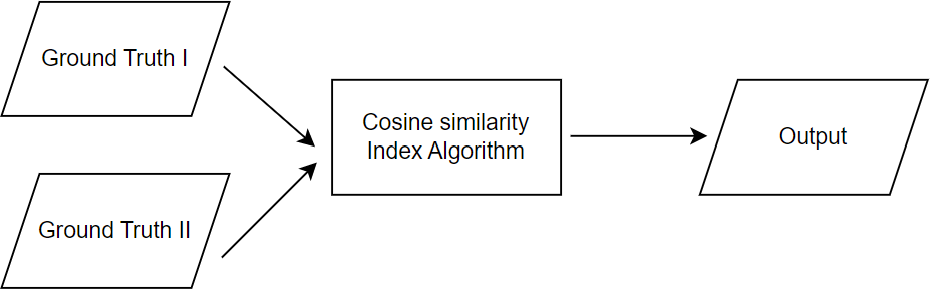 Ground Truth I
Cosine similarity
Index Algorithm
Output
Ground Truth II